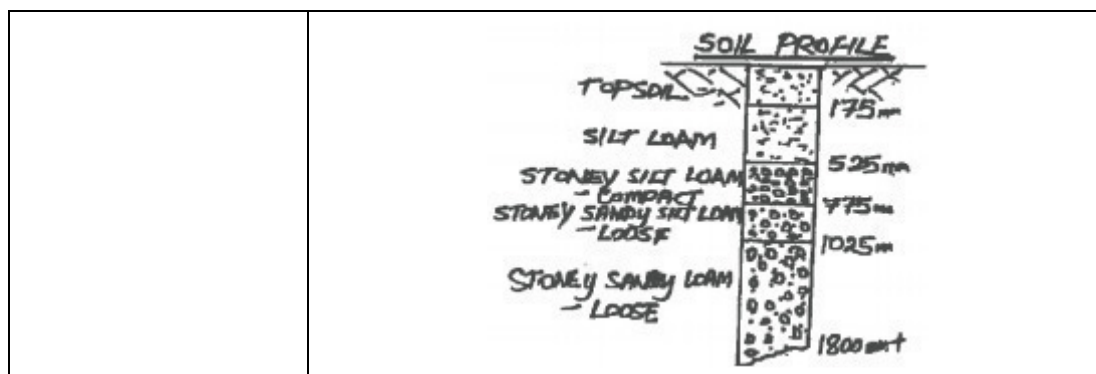 SOIL PROFILE
TOPSOIL
175mm
SILT LOAM
525mm
STONEY SILT LOAM
- COMPACT
775mm
STONEY SANDY SILT LOAM
- LOOSE
1025m
STONEY SANDY LOAM
- LOOSE
1800mm+